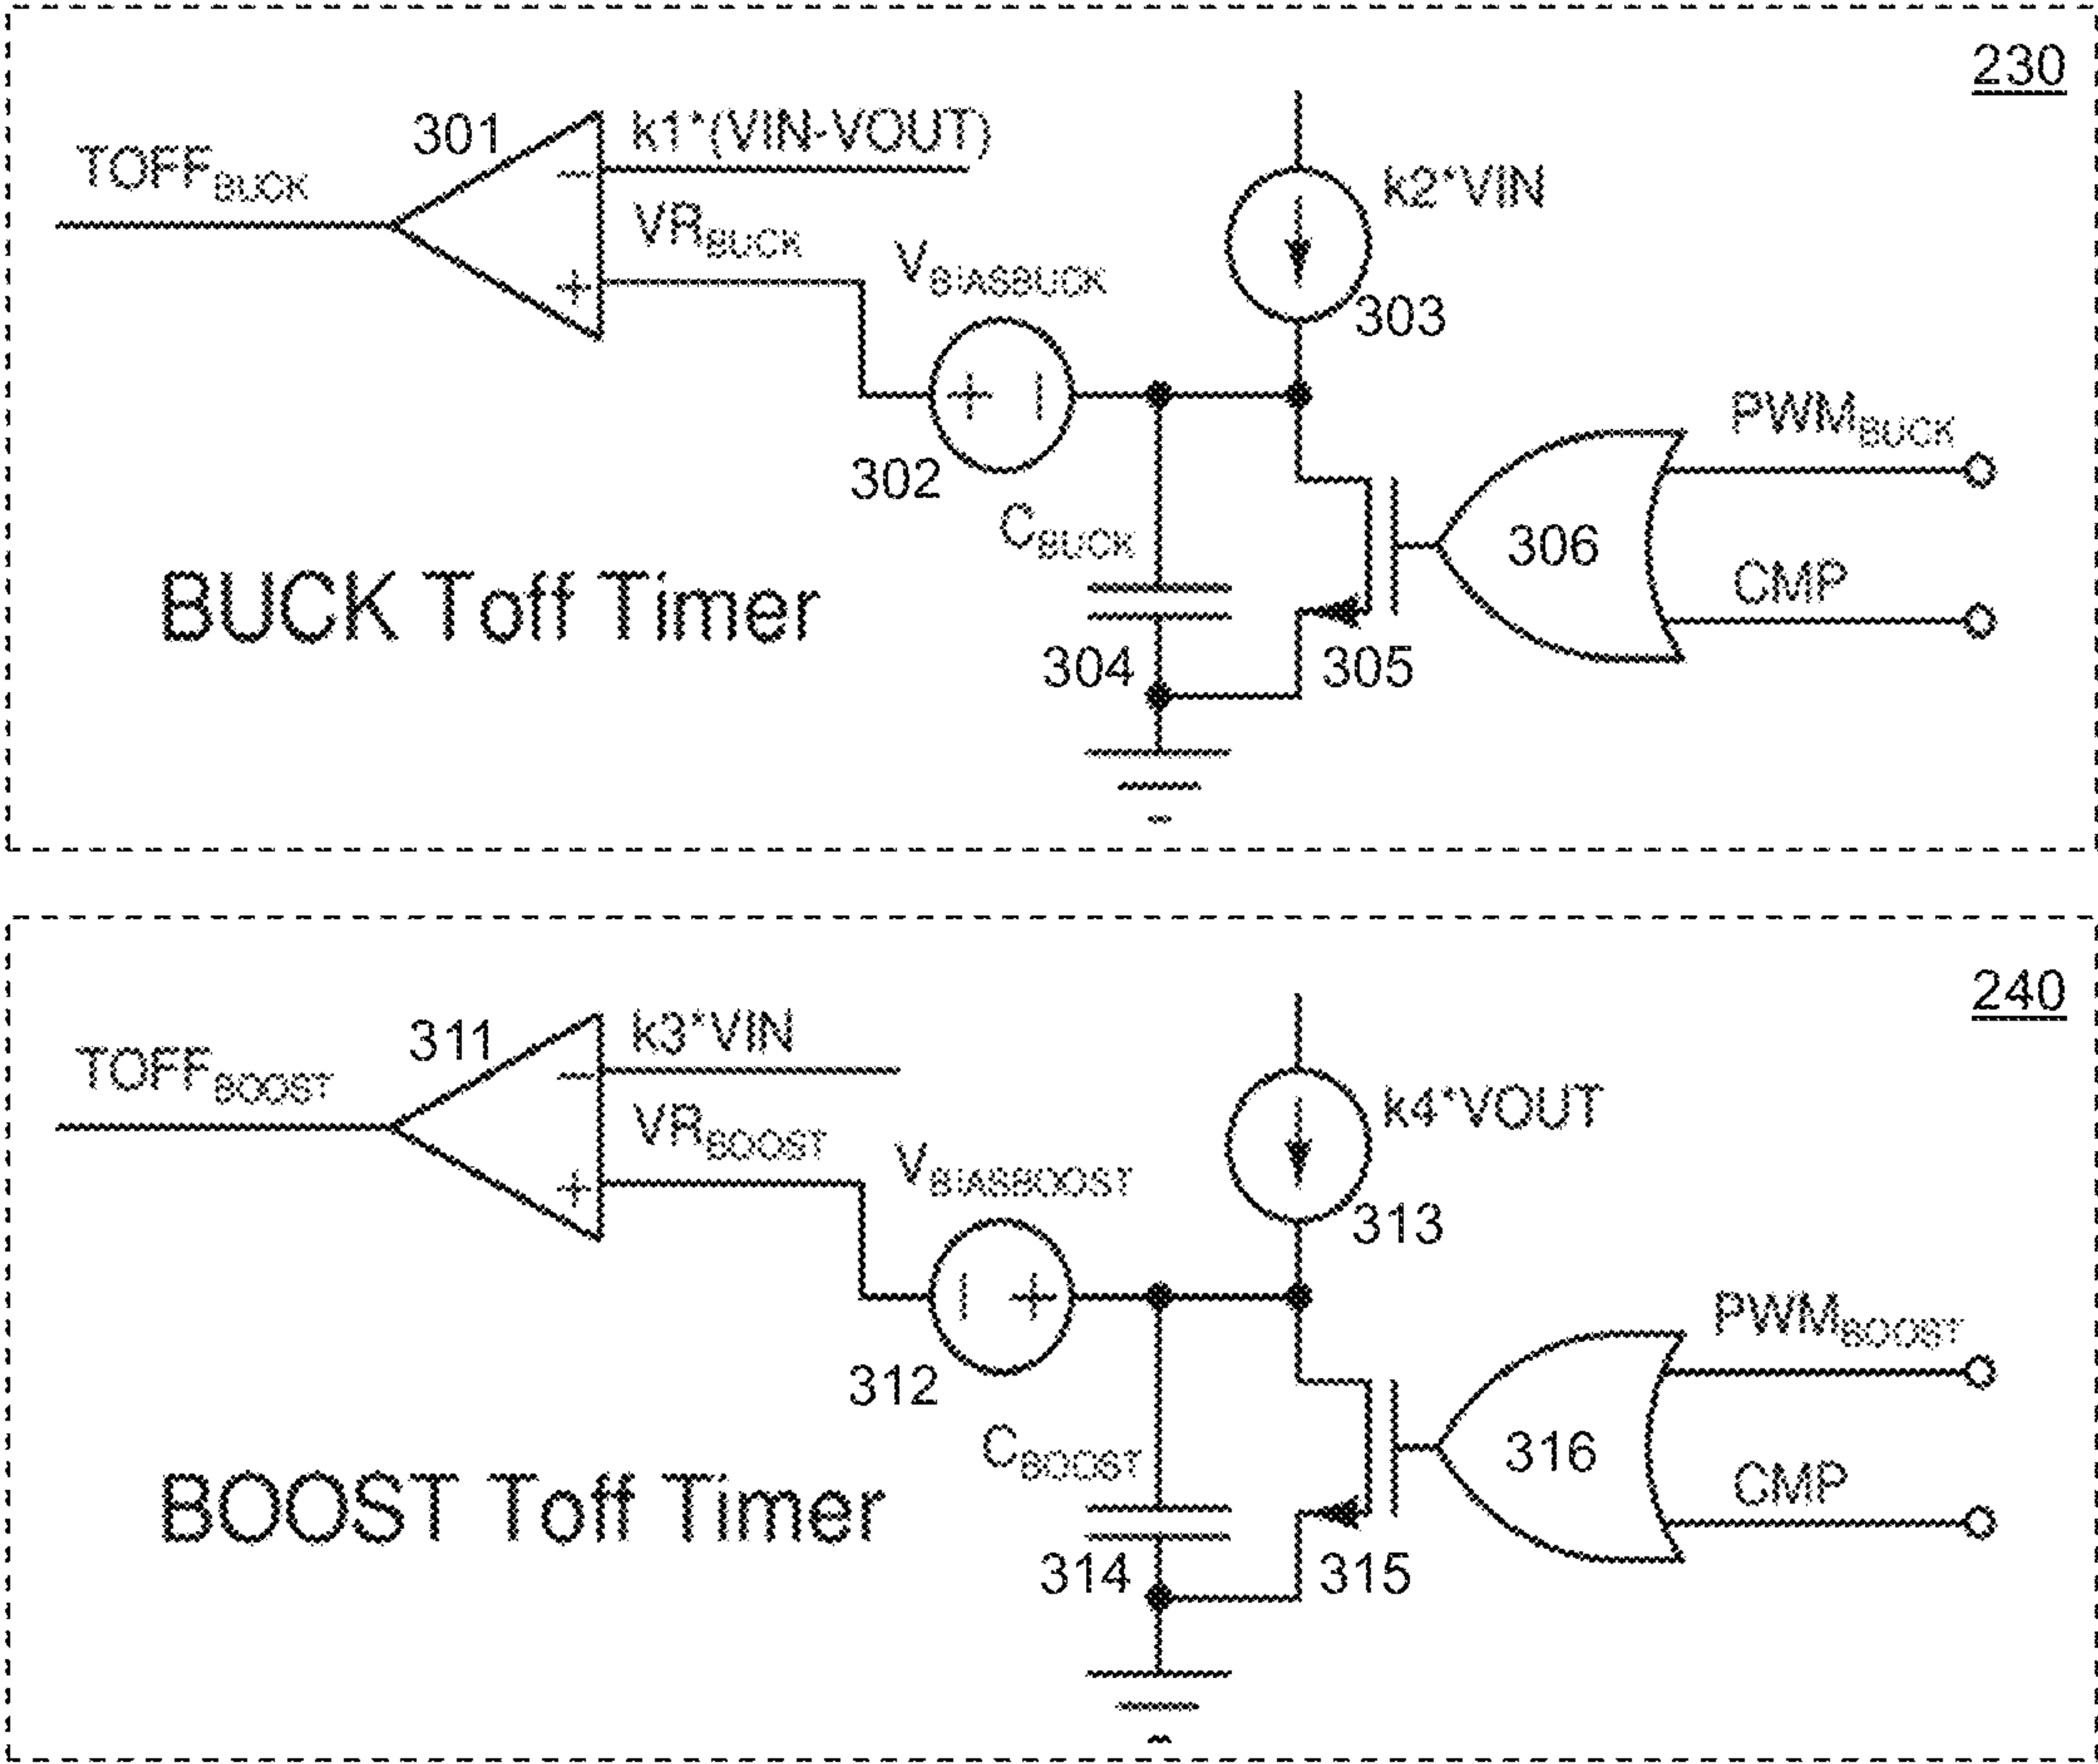 230
301
k1*(VIN-VOUT)
TOFFBUCK
k2*VIN
VRBUCK
VBIASBUCK
303
PWMBUCK
302
CBUCK
306
CMP
BUCK Toff Timer
304
305
240
311
k3*VIN
TOFFBOOST
k4*VOUT
VRBOOST
VBIASBOOST
313
PWMBOOST
312
CBOOST
316
CMP
BOOST Toff Timer
314
315